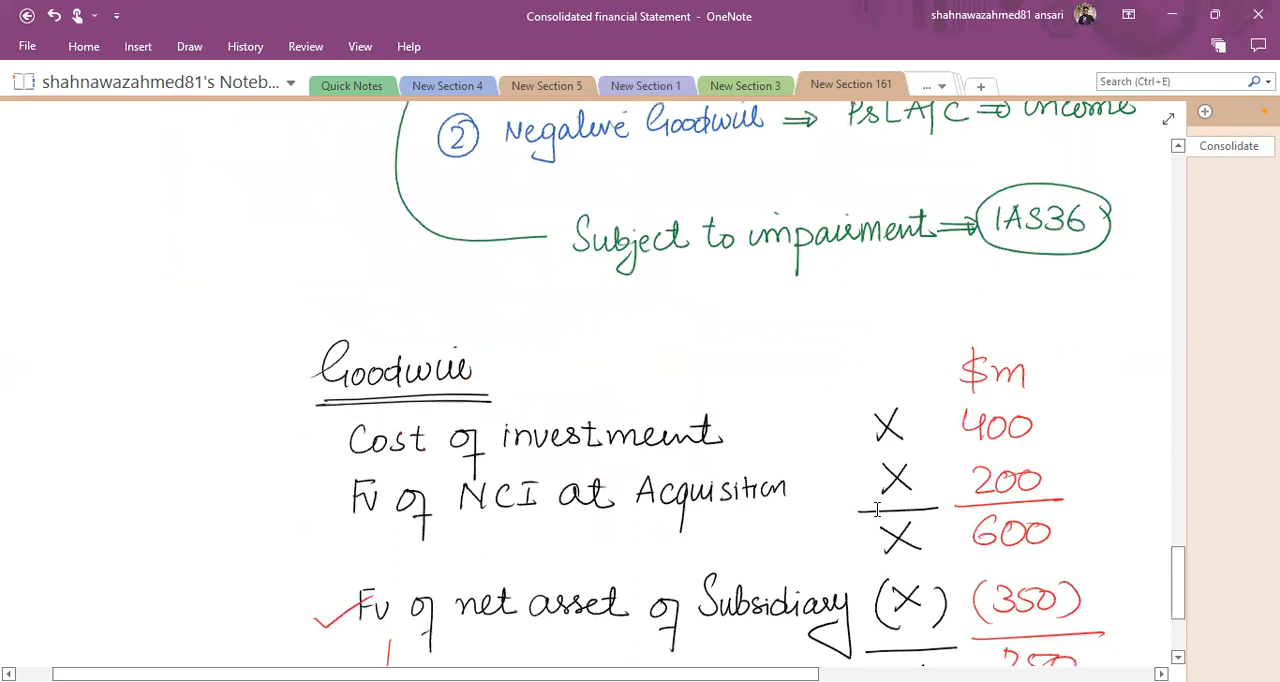 Consolidated financial Statement - OneNote
shahnawazahmed81 ansari
File Home Insert Draw History Review View Help
shahnawazahmed81's Noteb... Quick Notes New Section 4 New Section 5 New Section 1 New Section 3 New Section 161 ... + Search (Ctrl+E)
Consolidate
② Negative Goodwill ⇒ P&L A/C ⇒ income
Subject to impairment ⇒ IAS36
Goodwill $m
Cost of investment X 400
Fv of NCI at Acquisition X 200
X 600
Fv of net asset of Subsidiary (X) (350)
250